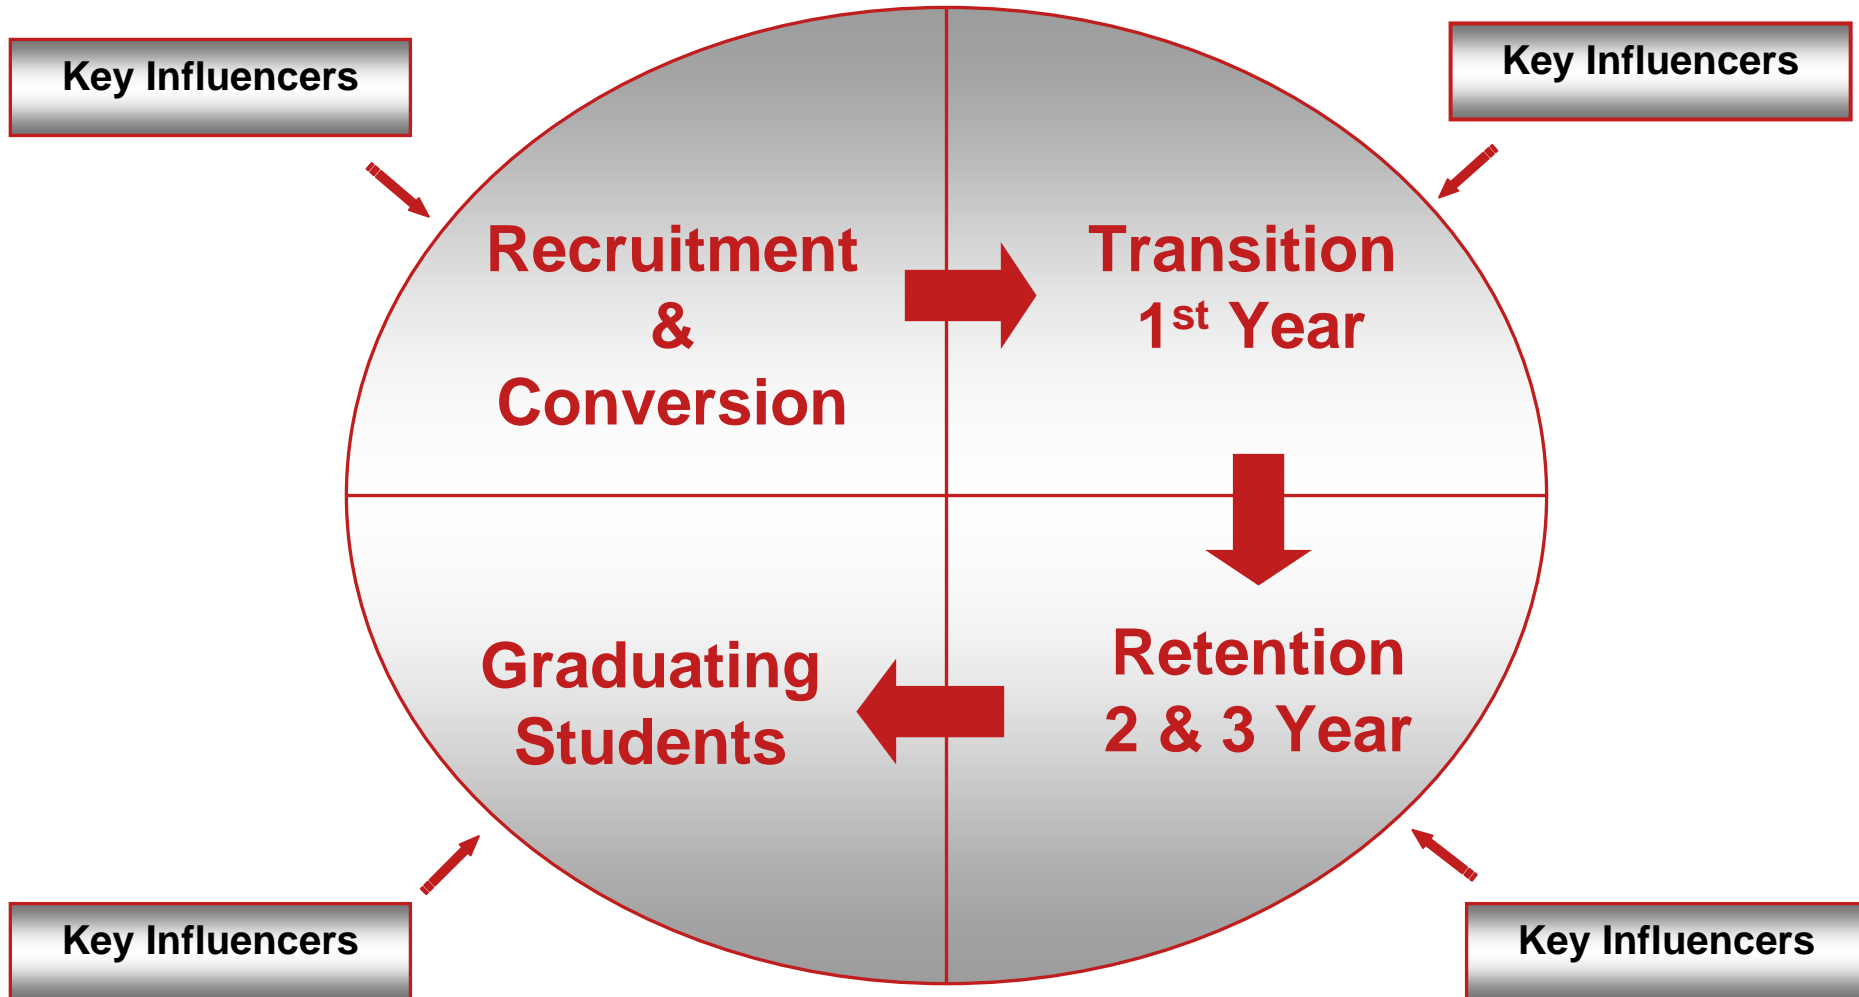 Key Influencers
Key Influencers
Recruitment
&
Conversion
Transition
1st Year
Graduating
Students
Retention
2 & 3 Year
Key Influencers
Key Influencers